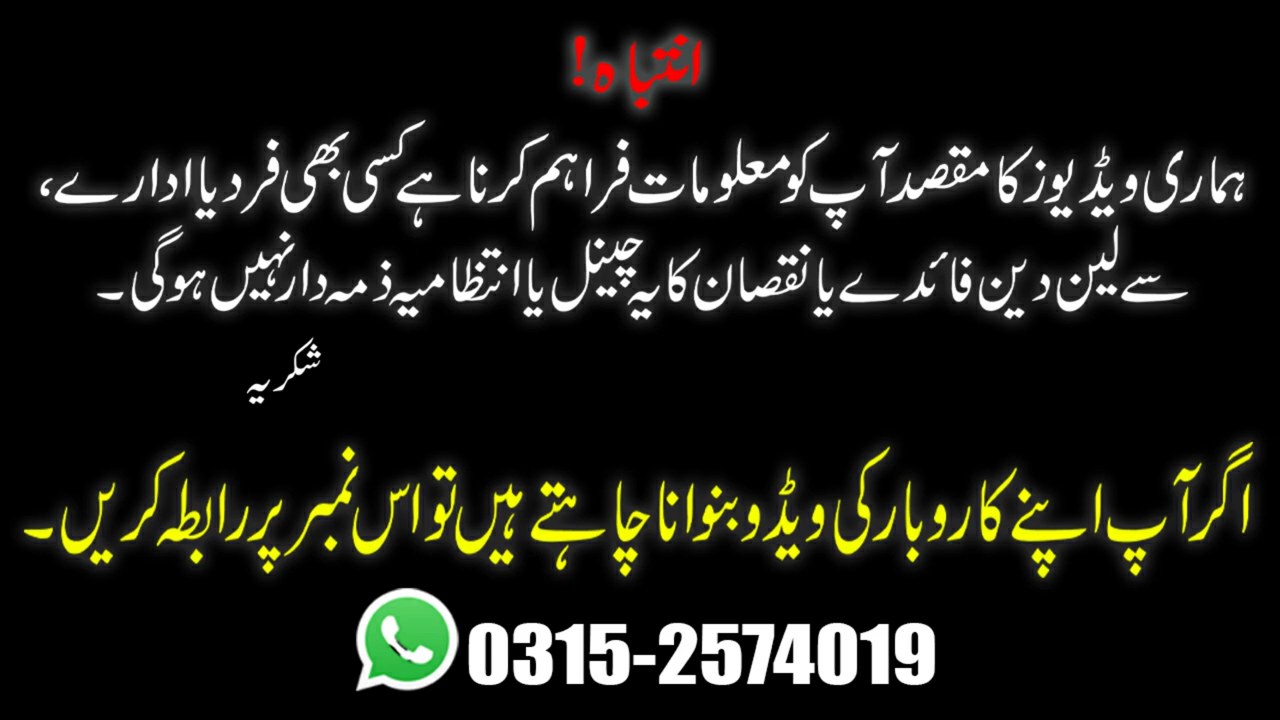 انتباہ!
ہماری ویڈیوز کا مقصد آپ کو معلومات فراہم کرنا ہے کسی بھی فرد یا ادارے،
سے لین دین فائدے یا نقصان کا یہ چینل یا انتظامیہ ذمہ دار نہیں ہوگی۔
شکریہ
اگر آپ اپنے کاروبار کی ویڈو بنوانا چاہتے ہیں تو اس نمبر پر رابطہ کریں۔
0315-2574019